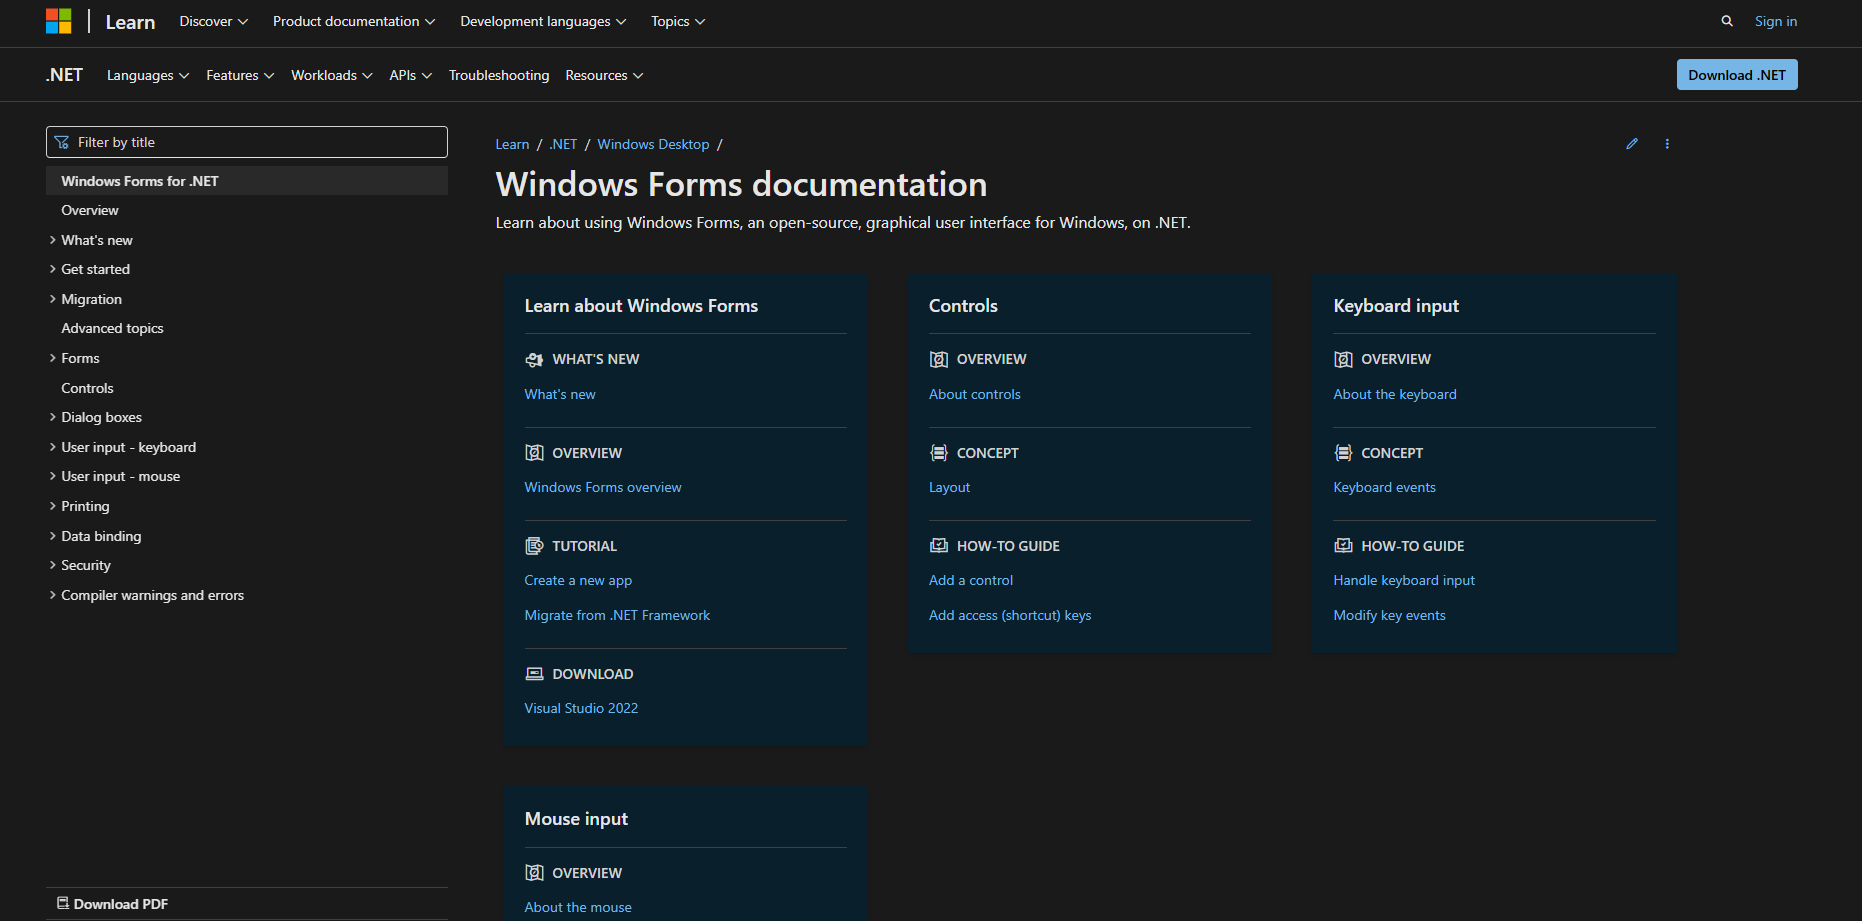 Learn Discover Product documentation Development languages Topics Sign in
.NET Languages Features Workloads APIs Troubleshooting Resources Download .NET
Filter by title
Windows Forms for .NET
Overview
What's new
Get started
Migration
Advanced topics
Forms
Controls
Dialog boxes
User input - keyboard
User input - mouse
Printing
Data binding
Security
Compiler warnings and errors
Download PDF
Learn / .NET / Windows Desktop /
Windows Forms documentation
Learn about using Windows Forms, an open-source, graphical user interface for Windows, on .NET.
Learn about Windows Forms
WHAT'S NEW
What's new
OVERVIEW
Windows Forms overview
TUTORIAL
Create a new app
Migrate from .NET Framework
DOWNLOAD
Visual Studio 2022
Controls
OVERVIEW
About controls
CONCEPT
Layout
HOW-TO GUIDE
Add a control
Add access (shortcut) keys
Keyboard input
OVERVIEW
About the keyboard
CONCEPT
Keyboard events
HOW-TO GUIDE
Handle keyboard input
Modify key events
Mouse input
OVERVIEW
About the mouse